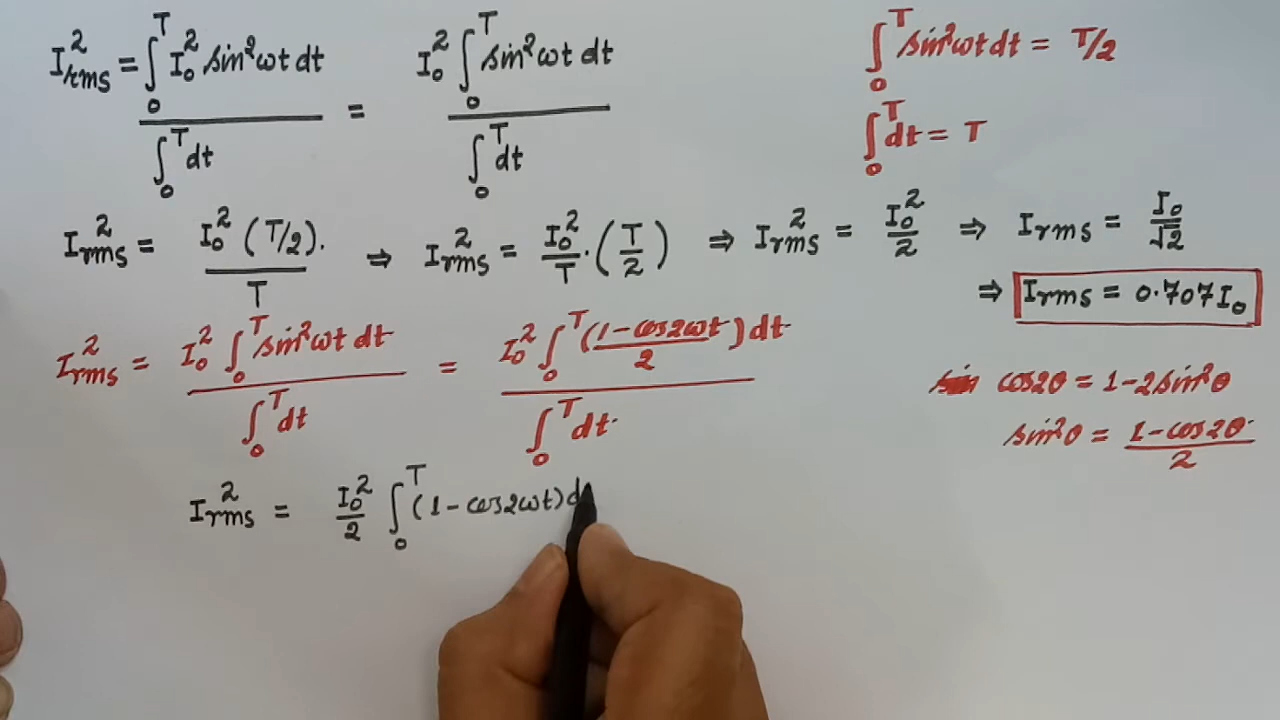 I²rms = ∫₀ᵀ I₀² sin²ωt dt / ∫₀ᵀ dt = I₀² ∫₀ᵀ sin²ωt dt / ∫₀ᵀ dt
∫₀ᵀ sin²ωt dt = T/2
∫₀ᵀ dt = T
I²rms = I₀² (T/2). / T ⇒ I²rms = I₀²/T · (T/2) ⇒ I²rms = I₀²/2 ⇒ Irms = I₀/√2
⇒ Irms = 0.707 I₀
I²rms = I₀² ∫₀ᵀ sin²ωt dt / ∫₀ᵀ dt = I₀² ∫₀ᵀ (1-cos2ωt / 2) dt / ∫₀ᵀ dt.
cos2θ = 1-2sin²θ
sin²θ = 1-cos2θ / 2
I²rms = I₀²/2 ∫₀ᵀ (1-cos2ωt) d